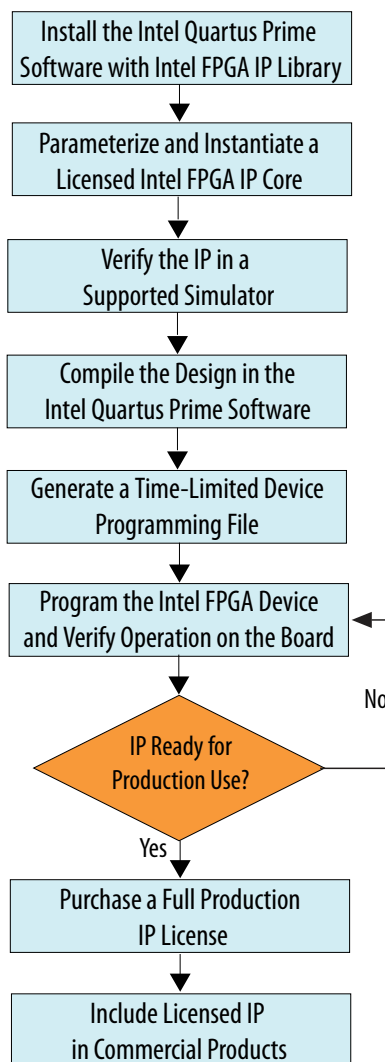 Install the Intel Quartus Prime
Software with Intel FPGA IP Library
Parameterize and Instantiate a
Licensed Intel FPGA IP Core
Verify the IP in a
Supported Simulator
Compile the Design in the
Intel Quartus Prime Software
Generate a Time-Limited Device
Programming File
Program the Intel FPGA Device
and Verify Operation on the Board
No
IP Ready for
Production Use?
Yes
Purchase a Full Production
IP License
Include Licensed IP
in Commercial Products